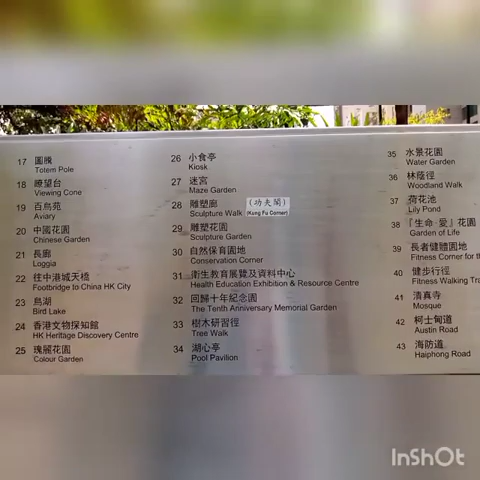 17 圖騰
Totem Pole
18 瞭望台
Viewing Cone
19 百鳥苑
Aviary
20 中國花園
Chinese Garden
21 長廊
Loggia
22 往中港城天橋
Footbridge to China HK City
23 鳥湖
Bird Lake
24 香港文物探知館
HK Heritage Discovery Centre
25 瑰麗花園
Colour Garden
26 小食亭
Kiosk
27 迷宮
Maze Garden
28 雕塑廊 (功夫閣)
Sculpture Walk (Kung Fu Corner)
29 雕塑花園
Sculpture Garden
30 自然保育園地
Conservation Corner
31 衛生教育展覽及資料中心
Health Education Exhibition & Resource Centre
32 回歸十年紀念園
The Tenth Anniversary Memorial Garden
33 樹木研習徑
Tree Walk
34 湖心亭
Pool Pavilion
35 水景花園
Water Garden
36 林蔭徑
Woodland Walk
37 荷花池
Lily Pond
38 『生命‧愛』花園
Garden of Life
39 長者健體園地
Fitness Corner for th
40 健步行徑
Fitness Walking Tra
41 清真寺
Mosque
42 柯士甸道
Austin Road
43 海防道
Haiphong Road
InShOt